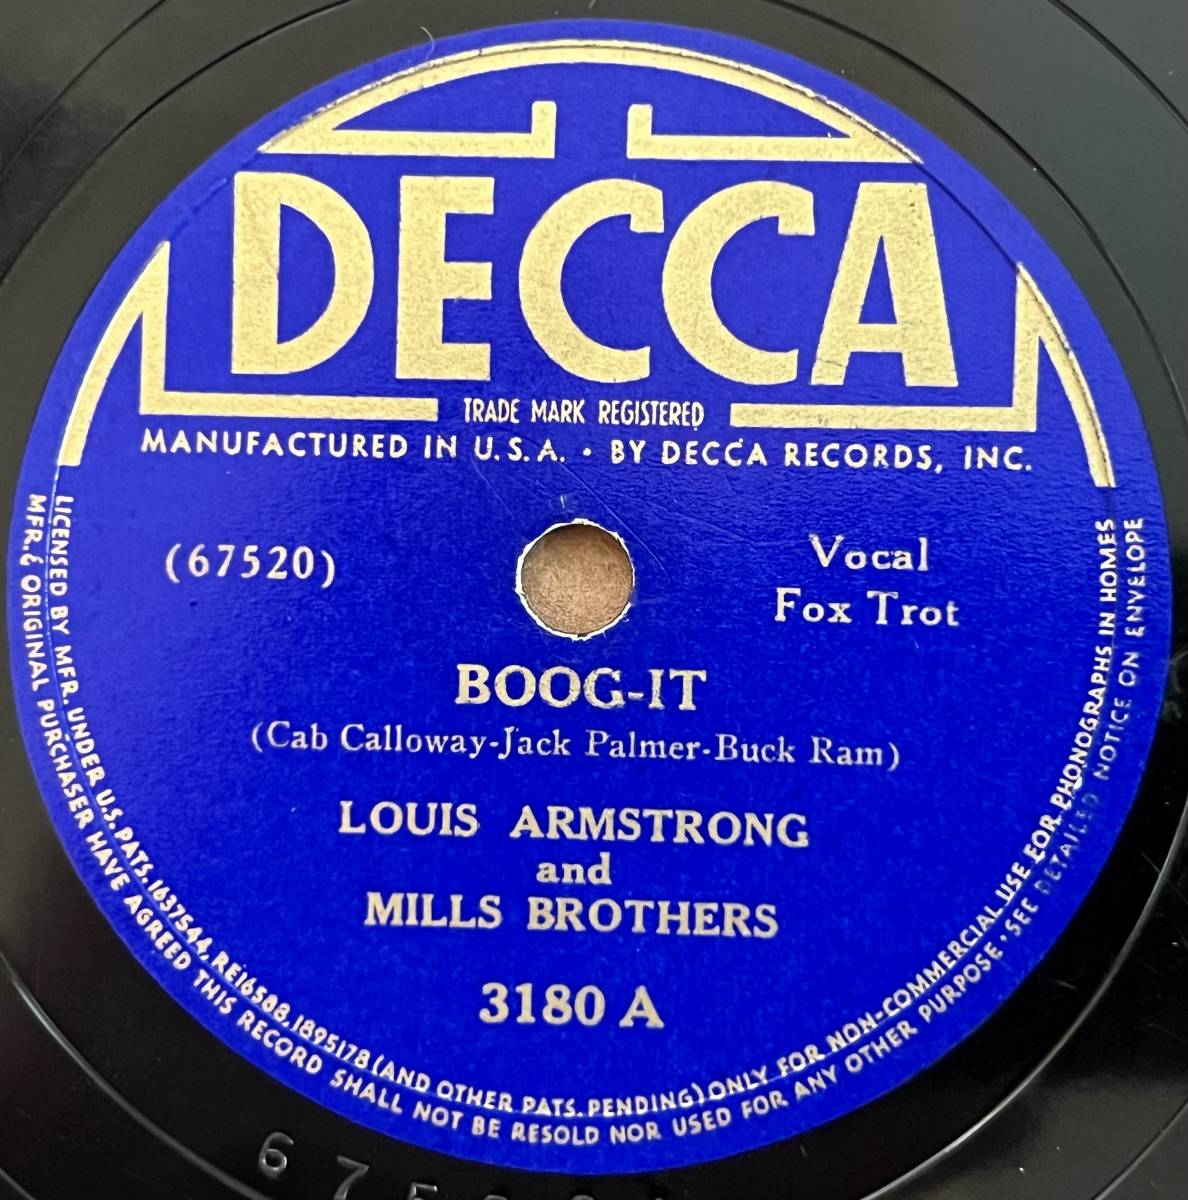 DECCA
TRADE MARK REGISTERED
MANUFACTURED IN U.S.A. • BY DECCA RECORDS, INC.
(67520)
Vocal
Fox Trot
BOOG-IT
(Cab Calloway-Jack Palmer-Buck Ram)
LOUIS ARMSTRONG
and
MILLS BROTHERS
3180 A
LICENSED BY MFR. UNDER U.S. PATS. 1637544, RE16588, 1895178 (AND OTHER PATS. PENDING) ONLY FOR NON-COMMERCIAL USE FOR PHONOGRAPHS IN HOMES
MFR. & ORIGINAL PURCHASER HAVE AGREED THIS RECORD SHALL NOT BE RESOLD NOR USED FOR ANY OTHER PURPOSE • SEE DETAILED NOTICE ON ENVELOPE